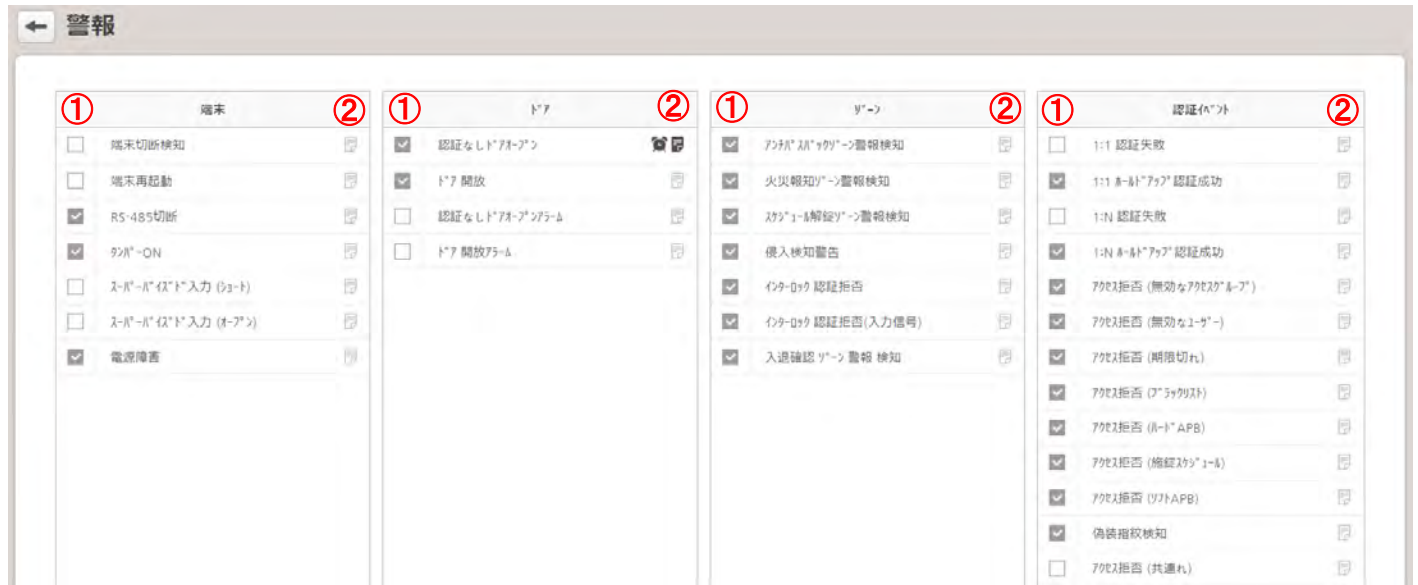 警報
① 端末 ②
端末切断検知
端末再起動
RS-485切断
ﾀﾝﾊﾟｰON
ｽｰﾊﾟｰﾊﾞｲｽﾞﾄﾞ入力 (ｼｮｰﾄ)
ｽｰﾊﾟｰﾊﾞｲｽﾞﾄﾞ入力 (ｵｰﾌﾟﾝ)
電源障害
① ﾄﾞｱ ②
認証なしﾄﾞｱｵｰﾌﾟﾝ
ﾄﾞｱ 開放
認証なしﾄﾞｱｵｰﾌﾟﾝｱﾗｰﾑ
ﾄﾞｱ 開放ｱﾗｰﾑ
① ｿﾞｰﾝ ②
ｱﾝﾁﾊﾟｽﾊﾞｯｸｿﾞｰﾝ警報検知
火災報知ｿﾞｰﾝ警報検知
ｽｹｼﾞｭｰﾙ解錠ｿﾞｰﾝ警報検知
侵入検知警告
ｲﾝﾀｰﾛｯｸ 認証拒否
ｲﾝﾀｰﾛｯｸ 認証拒否(入力信号)
入退確認 ｿﾞｰﾝ 警報 検知
① 認証ｲﾍﾞﾝﾄ ②
1:1 認証失敗
1:1 ﾎｰﾙﾄﾞｱｯﾌﾟ 認証成功
1:N 認証失敗
1:N ﾎｰﾙﾄﾞｱｯﾌﾟ 認証成功
ｱｸｾｽ拒否 (無効なｱｸｾｽｸﾞﾙｰﾌﾟ)
ｱｸｾｽ拒否 (無効なﾕｰｻﾞｰ)
ｱｸｾｽ拒否 (期限切れ)
ｱｸｾｽ拒否 (ﾌﾞﾗｯｸﾘｽﾄ)
ｱｸｾｽ拒否 (ﾊｰﾄﾞAPB)
ｱｸｾｽ拒否 (施錠ｽｹｼﾞｭｰﾙ)
ｱｸｾｽ拒否 (ｿﾌﾄAPB)
偽装指紋検知
ｱｸｾｽ拒否 (共連れ)